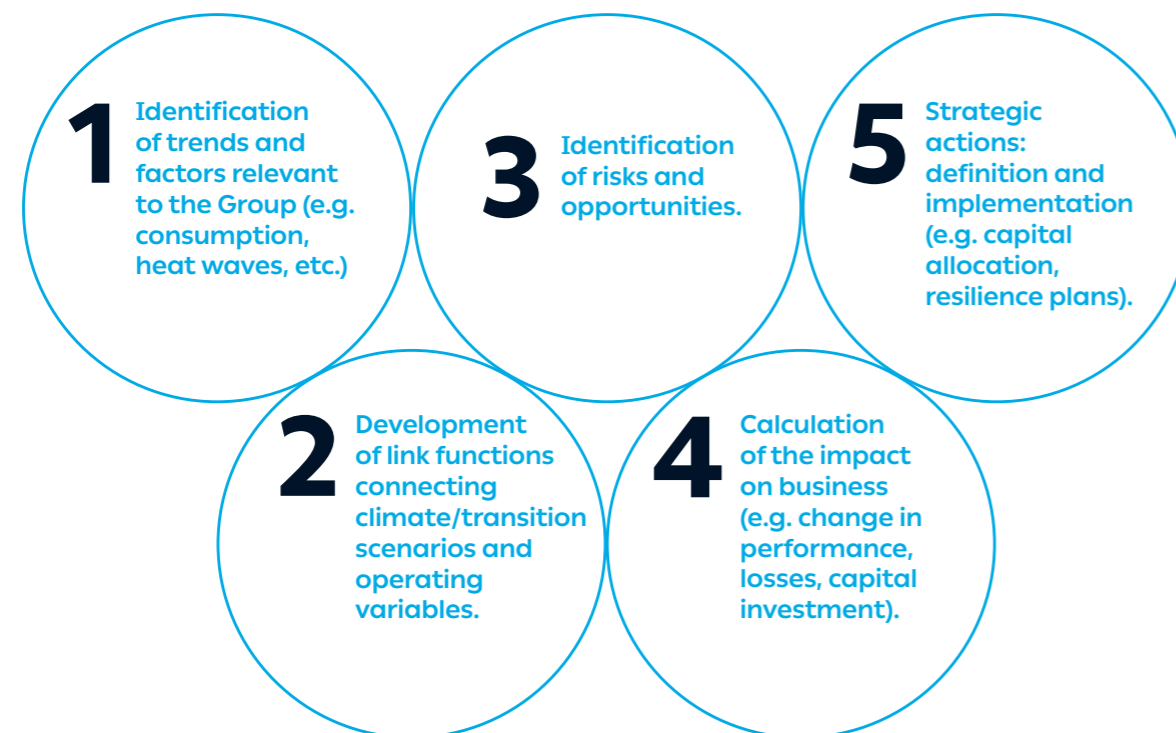 1
Identification
of trends and
factors relevant
to the Group (e.g.
consumption,
heat waves, etc.)
2
Development
of link functions
connecting
climate/transition
scenarios and
operating
variables.
3
Identification
of risks and
opportunities.
4
Calculation
of the impact
on business
(e.g. change in
performance,
losses, capital
investment).
5
Strategic
actions:
definition and
implementation
(e.g. capital
allocation,
resilience plans).